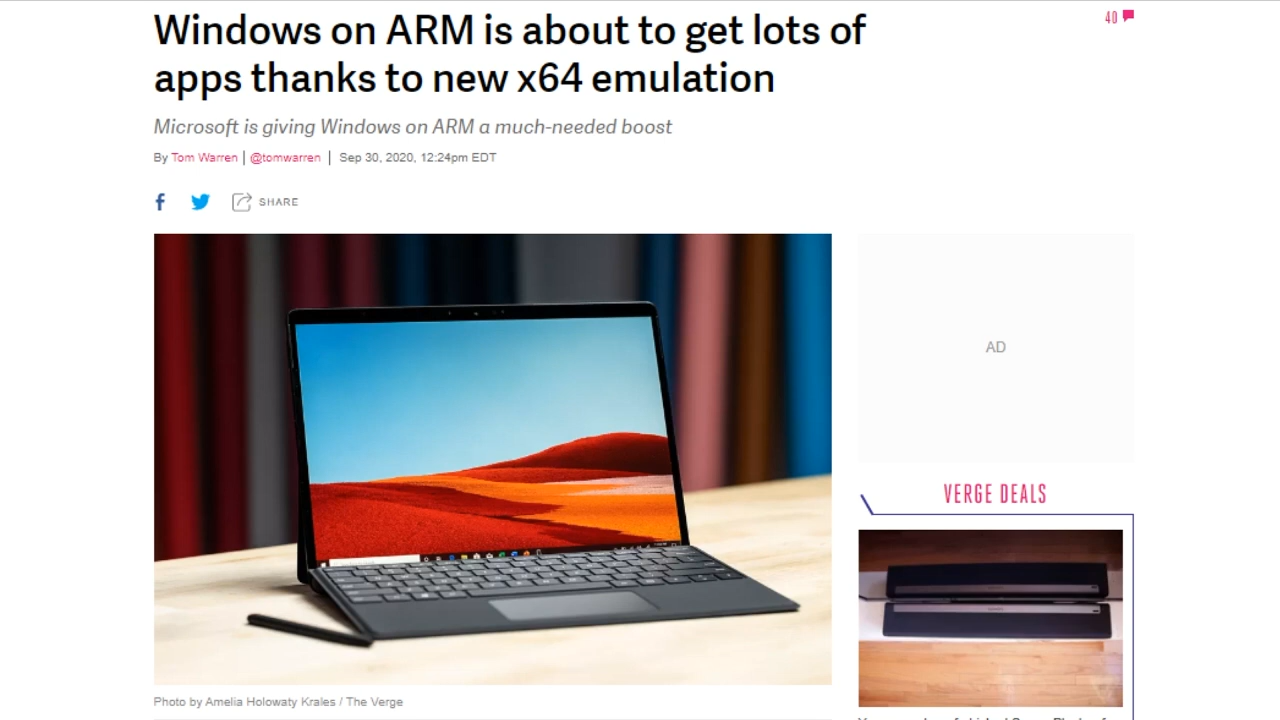 Windows on ARM is about to get lots of
apps thanks to new x64 emulation
40
Microsoft is giving Windows on ARM a much-needed boost
By Tom Warren | @tomwarren | Sep 30, 2020, 12:24pm EDT
SHARE
AD
VERGE DEALS
Photo by Amelia Holowaty Krales / The Verge